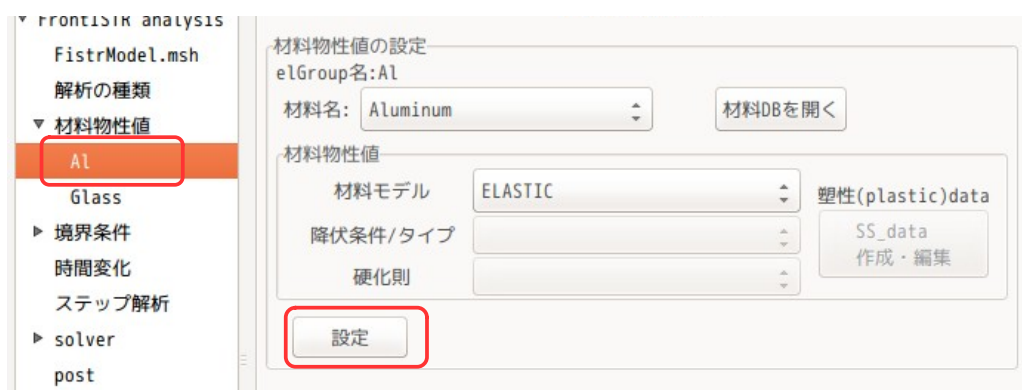 FrontISTR analysis
FistrModel.msh
解析の種類
材料物性値
Al
Glass
境界条件
時間変化
ステップ解析
solver
post
材料物性値の設定
elGroup名:Al
材料名: Aluminum 材料DBを開く
材料物性値
材料モデル ELASTIC 塑性(plastic)data
降伏条件/タイプ SS_data
作成・編集
硬化則
設定